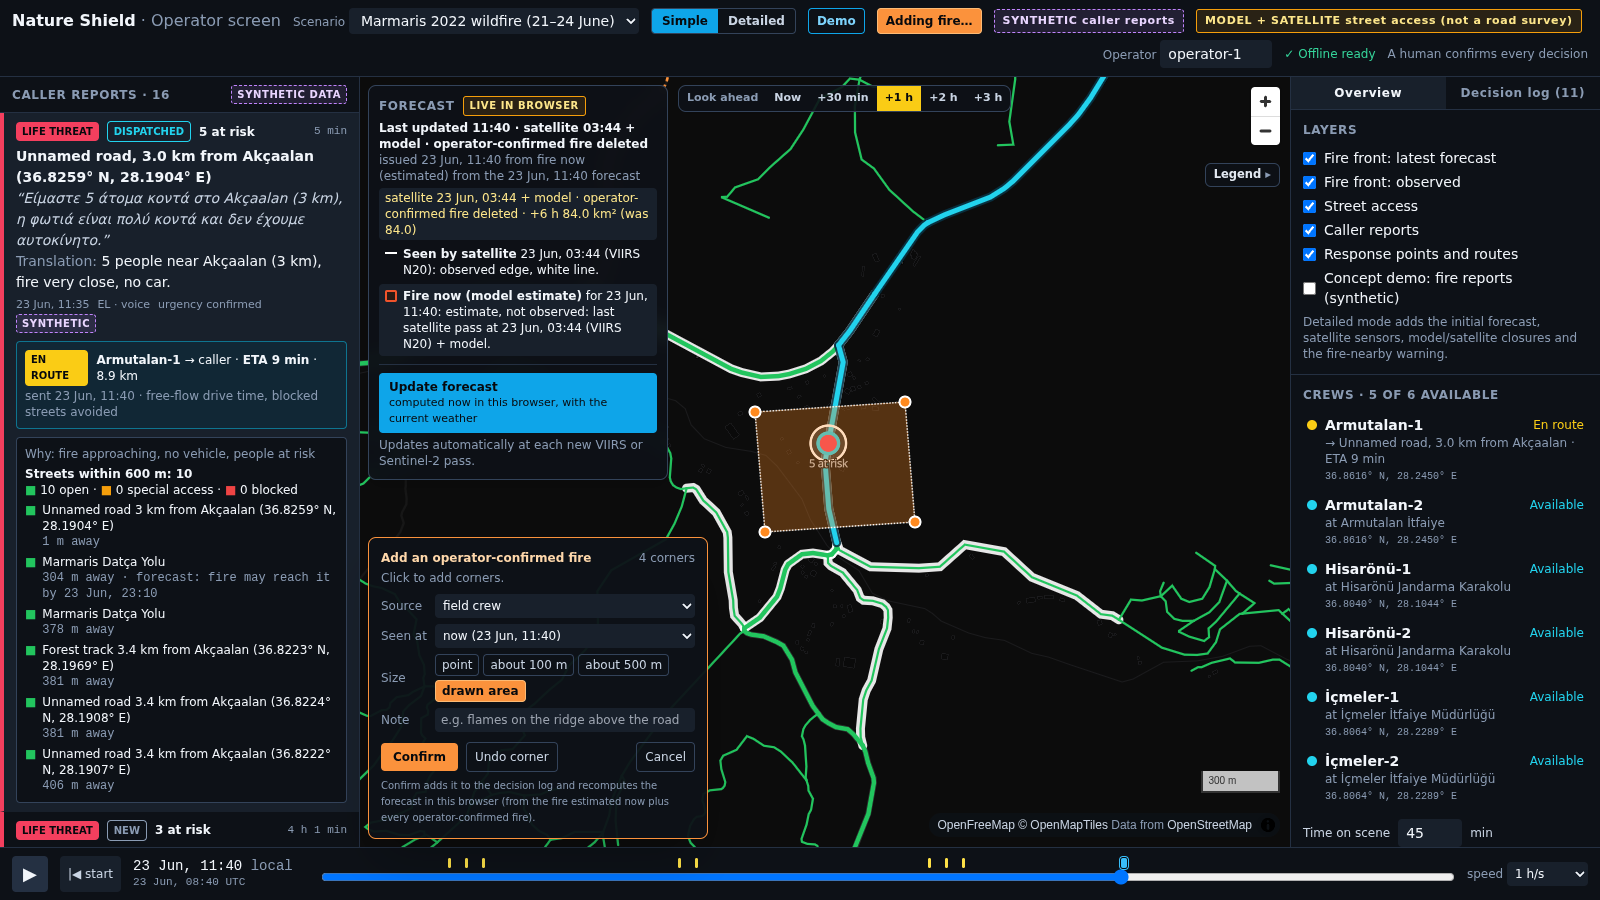 Nature Shield · Operator screen
Scenario Marmaris 2022 wildfire (21–24 June)
Simple Detailed
Demo
Adding fire…
SYNTHETIC caller reports
MODEL + SATELLITE street access (not a road survey)
Operator operator-1
✓ Offline ready
A human confirms every decision
CALLER REPORTS · 16
SYNTHETIC DATA
LIFE THREAT DISPATCHED 5 at risk 5 min
Unnamed road, 3.0 km from Akçaalan
(36.8259° N, 28.1904° E)
“Είμαστε 5 άτομα κοντά στο Akçaalan (3 km),
η φωτιά είναι πολύ κοντά και δεν έχουμε
αυτοκίνητο.”
Translation: 5 people near Akçaalan (3 km),
fire very close, no car.
23 Jun, 11:35 EL · voice urgency confirmed
SYNTHETIC
EN ROUTE
Armutalan-1 → caller · ETA 9 min ·
8.9 km
sent 23 Jun, 11:40 · free-flow drive time, blocked
streets avoided
Why: fire approaching, no vehicle, people at risk
Streets within 600 m: 10
10 open · 0 special access · 0 blocked
Unnamed road 3 km from Akçaalan (36.8259° N,
28.1904° E)
1 m away
Marmaris Datça Yolu
304 m away · forecast: fire may reach it
by 23 Jun, 23:10
Marmaris Datça Yolu
378 m away
Forest track 3.4 km from Akçaalan (36.8223° N,
28.1969° E)
381 m away
Unnamed road 3.4 km from Akçaalan (36.8224°
N, 28.1908° E)
381 m away
Unnamed road 3.4 km from Akçaalan (36.8222°
N, 28.1907° E)
406 m away
LIFE THREAT NEW 3 at risk 4 h 1 min
FORECAST LIVE IN BROWSER
Last updated 11:40 · satellite 03:44 +
model · operator-confirmed fire deleted
issued 23 Jun, 11:40 from fire now
(estimated) from the 23 Jun, 11:40 forecast
satellite 23 Jun, 03:44 + model · operator-
confirmed fire deleted · +6 h 84.0 km² (was
84.0)
Seen by satellite 23 Jun, 03:44 (VIIRS
N20): observed edge, white line.
Fire now (model estimate) for 23 Jun,
11:40: estimate, not observed: last
satellite pass at 23 Jun, 03:44 (VIIRS
N20) + model.
Update forecast
computed now in this browser, with the
current weather
Updates automatically at each new VIIRS or
Sentinel-2 pass.
Look ahead Now +30 min +1 h +2 h +3 h
+
−
Legend ▸
5 at risk
Add an operator-confirmed fire 4 corners
Click to add corners.
Source field crew
Seen at now (23 Jun, 11:40)
Size point about 100 m about 500 m
drawn area
Note e.g. flames on the ridge above the road
Confirm Undo corner Cancel
Confirm adds it to the decision log and recomputes the
forecast in this browser (from the fire estimated now plus
every operator-confirmed fire).
300 m
OpenFreeMap © OpenMapTiles Data from OpenStreetMap
Overview Decision log (11)
LAYERS
Fire front: latest forecast
Fire front: observed
Street access
Caller reports
Response points and routes
Concept demo: fire reports
(synthetic)
Detailed mode adds the initial forecast,
satellite sensors, model/satellite closures and
the fire-nearby warning.
CREWS · 5 OF 6 AVAILABLE
Armutalan-1 En route
→ Unnamed road, 3.0 km from Akçaalan ·
ETA 9 min
36.8616° N, 28.2450° E
Armutalan-2 Available
at Armutalan İtfaiye
36.8616° N, 28.2450° E
Hisarönü-1 Available
at Hisarönü Jandarma Karakolu
36.8040° N, 28.1044° E
Hisarönü-2 Available
at Hisarönü Jandarma Karakolu
36.8040° N, 28.1044° E
İçmeler-1 Available
at İçmeler İtfaiye Müdürlüğü
36.8064° N, 28.2289° E
İçmeler-2 Available
at İçmeler İtfaiye Müdürlüğü
36.8064° N, 28.2289° E
Time on scene 45 min
|◀ start
23 Jun, 11:40 local
23 Jun, 08:40 UTC
speed 1 h/s